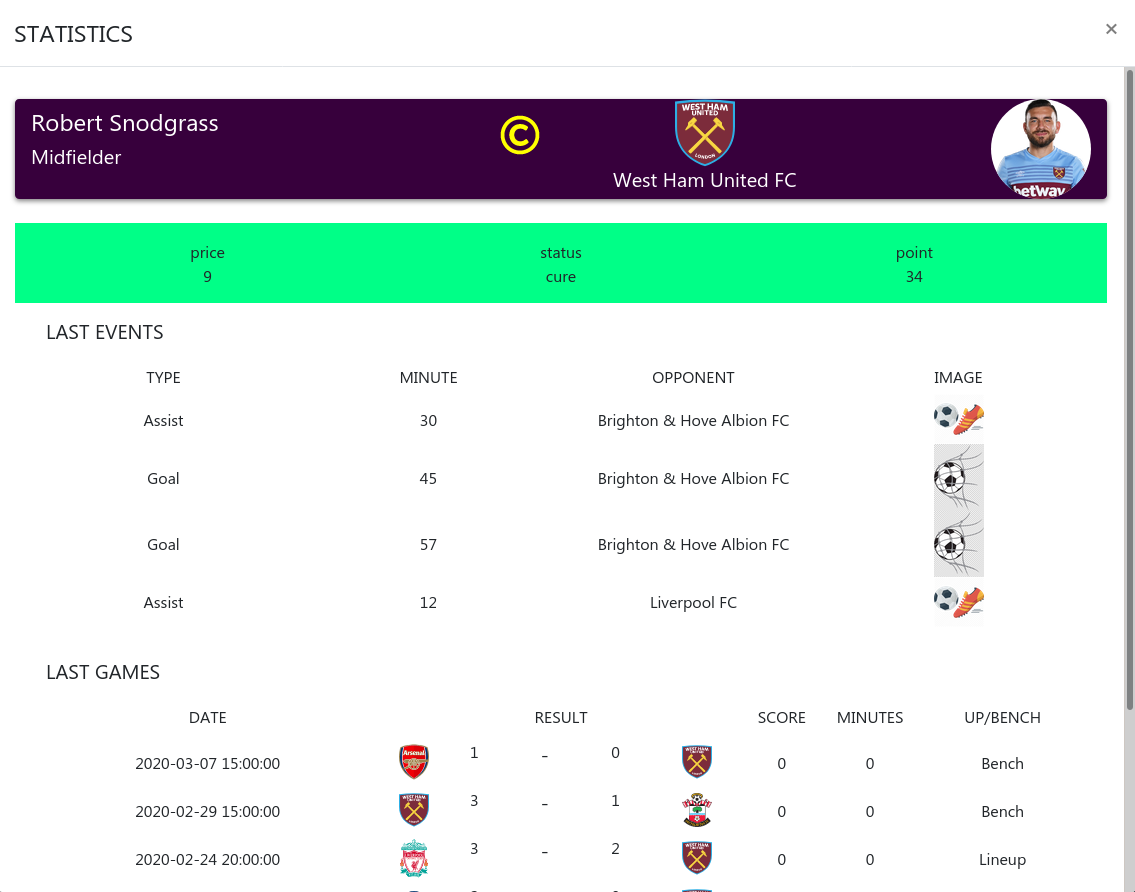 STATISTICS
×
Robert Snodgrass
Midfielder
©
WEST HAM
UNITED
LONDON
West Ham United FC
betway
price
9
status
cure
point
34
LAST EVENTS
TYPE MINUTE OPPONENT IMAGE
Assist 30 Brighton & Hove Albion FC
Goal 45 Brighton & Hove Albion FC
Goal 57 Brighton & Hove Albion FC
Assist 12 Liverpool FC
LAST GAMES
DATE RESULT SCORE MINUTES UP/BENCH
2020-03-07 15:00:00 Arsenal 1 - 0 WEST HAM UNITED 0 0 Bench
2020-02-29 15:00:00 WEST HAM UNITED 3 - 1 0 0 Bench
2020-02-24 20:00:00 3 - 2 WEST HAM UNITED 0 0 Lineup